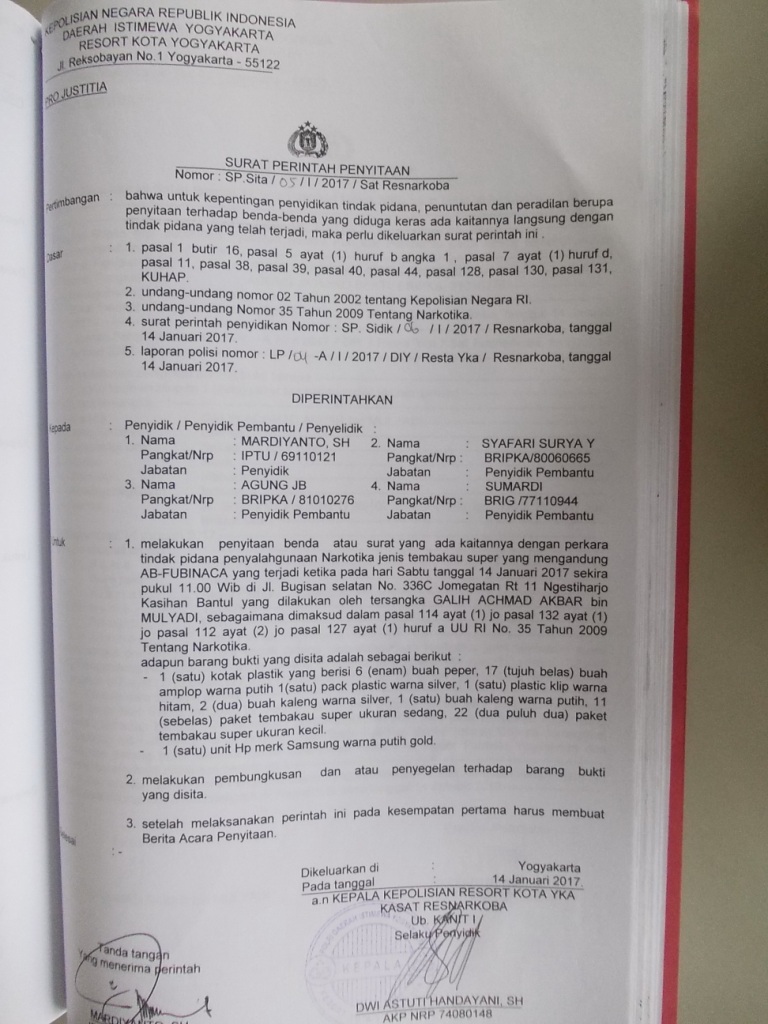 KEPOLISIAN NEGARA REPUBLIK INDONESIA
DAERAH ISTIMEWA YOGYAKARTA
RESORT KOTA YOGYAKARTA
Jl. Reksobayan No.1 Yogyakarta - 55122
PRO JUSTITIA
SURAT PERINTAH PENYITAAN
Nomor : SP.Sita / 05 / I / 2017 / Sat Resnarkoba
Pertimbangan : bahwa untuk kepentingan penyidikan tindak pidana, penuntutan dan peradilan berupa
penyitaan terhadap benda-benda yang diduga keras ada kaitannya langsung dengan
tindak pidana yang telah terjadi, maka perlu dikeluarkan surat perintah ini .
Dasar : 1. pasal 1 butir 16, pasal 5 ayat (1) huruf b angka 1 , pasal 7 ayat (1) huruf d,
pasal 11, pasal 38, pasal 39, pasal 40, pasal 44, pasal 128, pasal 130, pasal 131,
KUHAP.
2. undang-undang nomor 02 Tahun 2002 tentang Kepolisian Negara RI.
3. undang-undang Nomor 35 Tahun 2009 Tentang Narkotika.
4. surat perintah penyidikan Nomor : SP. Sidik / 06 / I / 2017 / Resnarkoba, tanggal
14 Januari 2017.
5. laporan polisi nomor : LP / 04 -A / I / 2017 / DIY / Resta Yka / Resnarkoba, tanggal
14 Januari 2017.
DIPERINTAHKAN
Kepada : Penyidik / Penyidik Pembantu / Penyelidik :
1. Nama : MARDIYANTO, SH 2. Nama : SYAFARI SURYA Y
Pangkat/Nrp : IPTU / 69110121 Pangkat/Nrp : BRIPKA/80060665
Jabatan : Penyidik Jabatan : Penyidik Pembantu
3. Nama : AGUNG JB 4. Nama : SUMARDI
Pangkat/Nrp : BRIPKA / 81010276 Pangkat/Nrp : BRIG /77110944
Jabatan : Penyidik Pembantu Jabatan : Penyidik Pembantu
Untuk : 1. melakukan penyitaan benda atau surat yang ada kaitannya dengan perkara
tindak pidana penyalahgunaan Narkotika jenis tembakau super yang mengandung
AB-FUBINACA yang terjadi ketika pada hari Sabtu tanggal 14 Januari 2017 sekira
pukul 11.00 Wib di Jl. Bugisan selatan No. 336C Jomegatan Rt 11 Ngestiharjo
Kasihan Bantul yang dilakukan oleh tersangka GALIH ACHMAD AKBAR bin
MULYADI, sebagaimana dimaksud dalam pasal 114 ayat (1) jo pasal 132 ayat (1)
jo pasal 112 ayat (2) jo pasal 127 ayat (1) huruf a UU RI No. 35 Tahun 2009
Tentang Narkotika.
adapun barang bukti yang disita adalah sebagai berikut :
- 1 (satu) kotak plastik yang berisi 6 (enam) buah peper, 17 (tujuh belas) buah
amplop warna putih 1(satu) pack plastic warna silver, 1 (satu) plastic klip warna
hitam, 2 (dua) buah kaleng warna silver, 1 (satu) buah kaleng warna putih, 11
(sebelas) paket tembakau super ukuran sedang, 22 (dua puluh dua) paket
tembakau super ukuran kecil.
- 1 (satu) unit Hp merk Samsung warna putih gold.
2. melakukan pembungkusan dan atau penyegelan terhadap barang bukti
yang disita.
3. setelah melaksanakan perintah ini pada kesempatan pertama harus membuat
Berita Acara Penyitaan.
: -
Dikeluarkan di : Yogyakarta
Pada tanggal : 14 Januari 2017.
a.n KEPALA KEPOLISIAN RESORT KOTA YKA
KASAT RESNARKOBA
Ub. KANIT I
Selaku Penyidik
Tanda tangan
Yang menerima perintah
KEPALA
DWI ASTUTI HANDAYANI, SH
AKP NRP 74080148
MARDIYANTO, SH